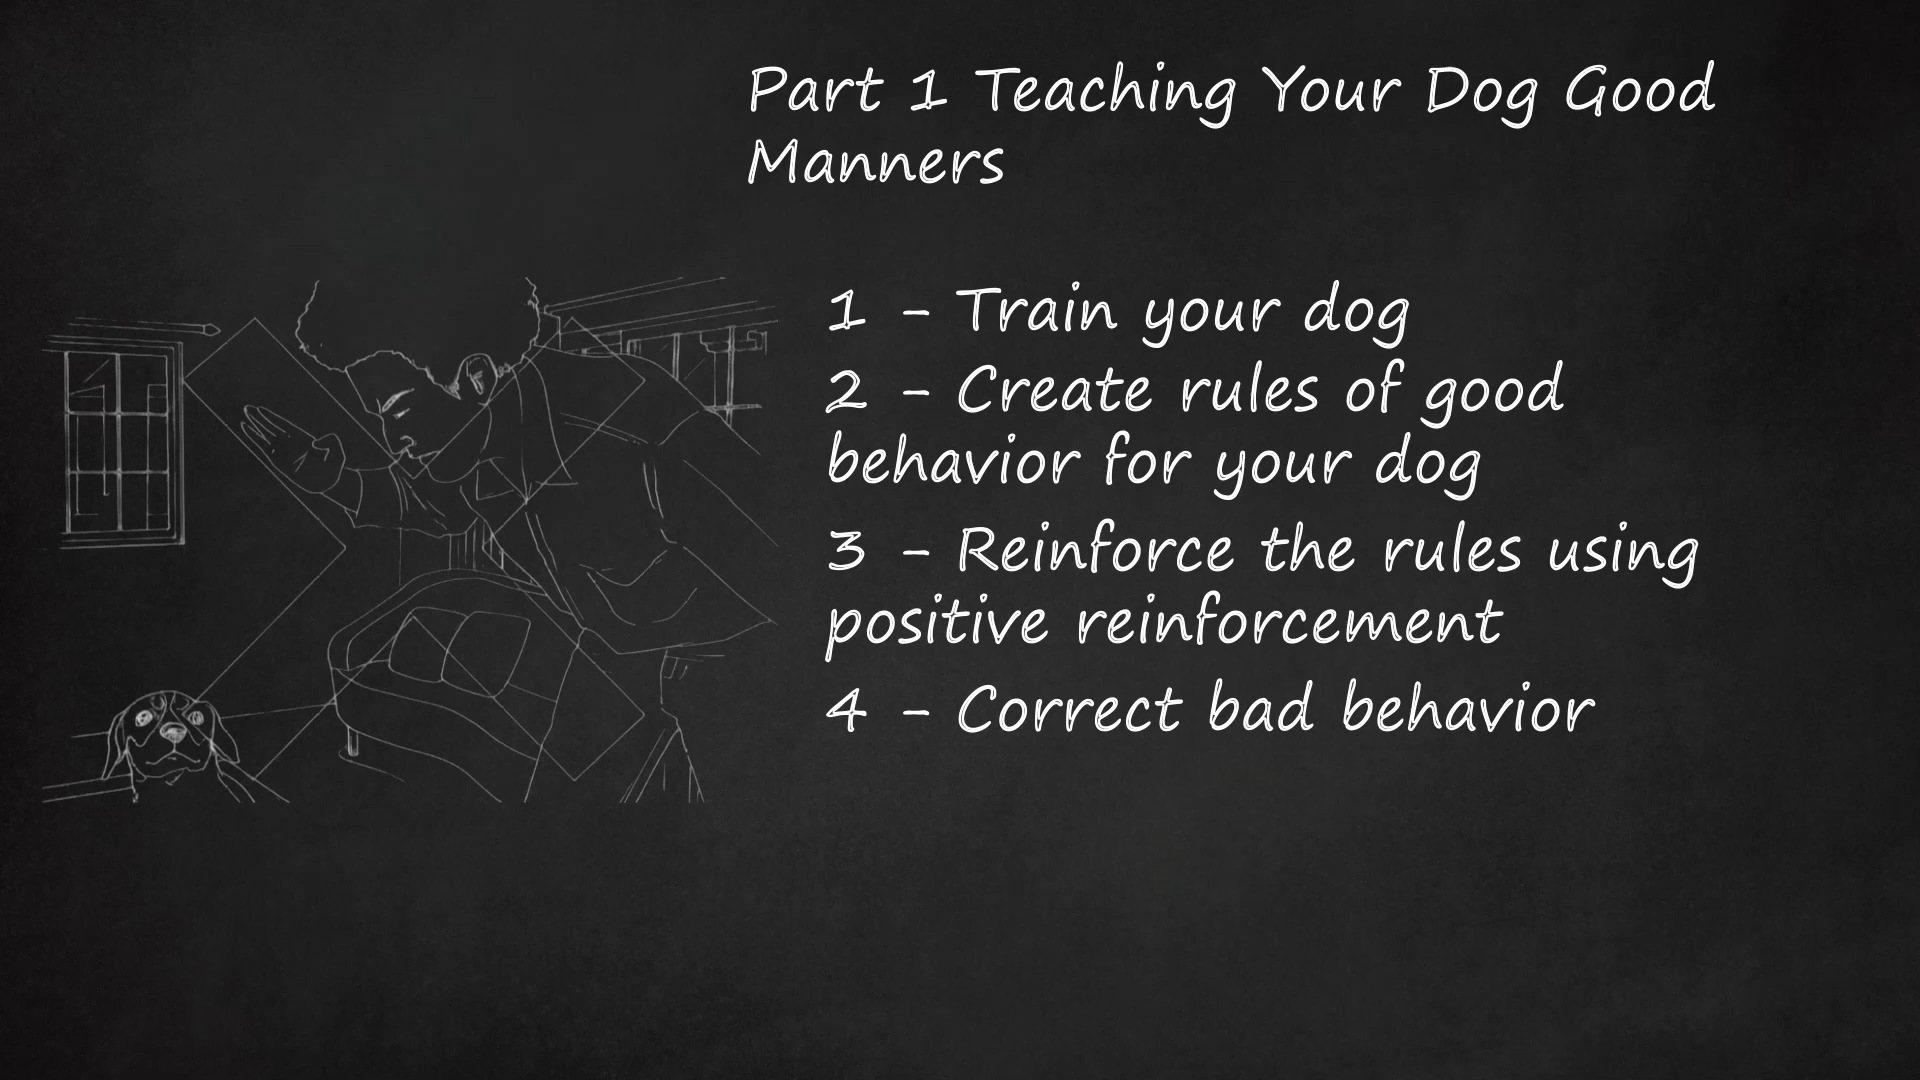 Part 1 Teaching Your Dog Good
Manners
1 - Train your dog
2 - Create rules of good
behavior for your dog
3 - Reinforce the rules using
positive reinforcement
4 - Correct bad behavior